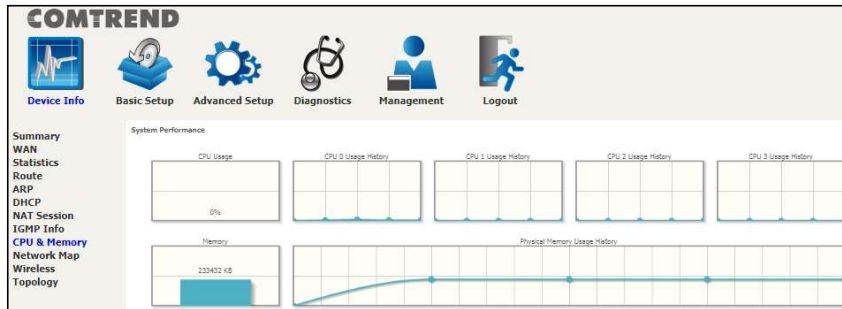 COMTREND
Device Info
Basic Setup
Advanced Setup
Diagnostics
Management
Logout
Summary
WAN
Statistics
Route
ARP
DHCP
NAT Session
IGMP Info
CPU & Memory
Network Map
Wireless
Topology
System Performance
CPU Usage
CPU 0 Usage History
CPU 1 Usage History
CPU 2 Usage History
CPU 3 Usage History
0%
Memory
Physical Memory Usage History
233432 KB